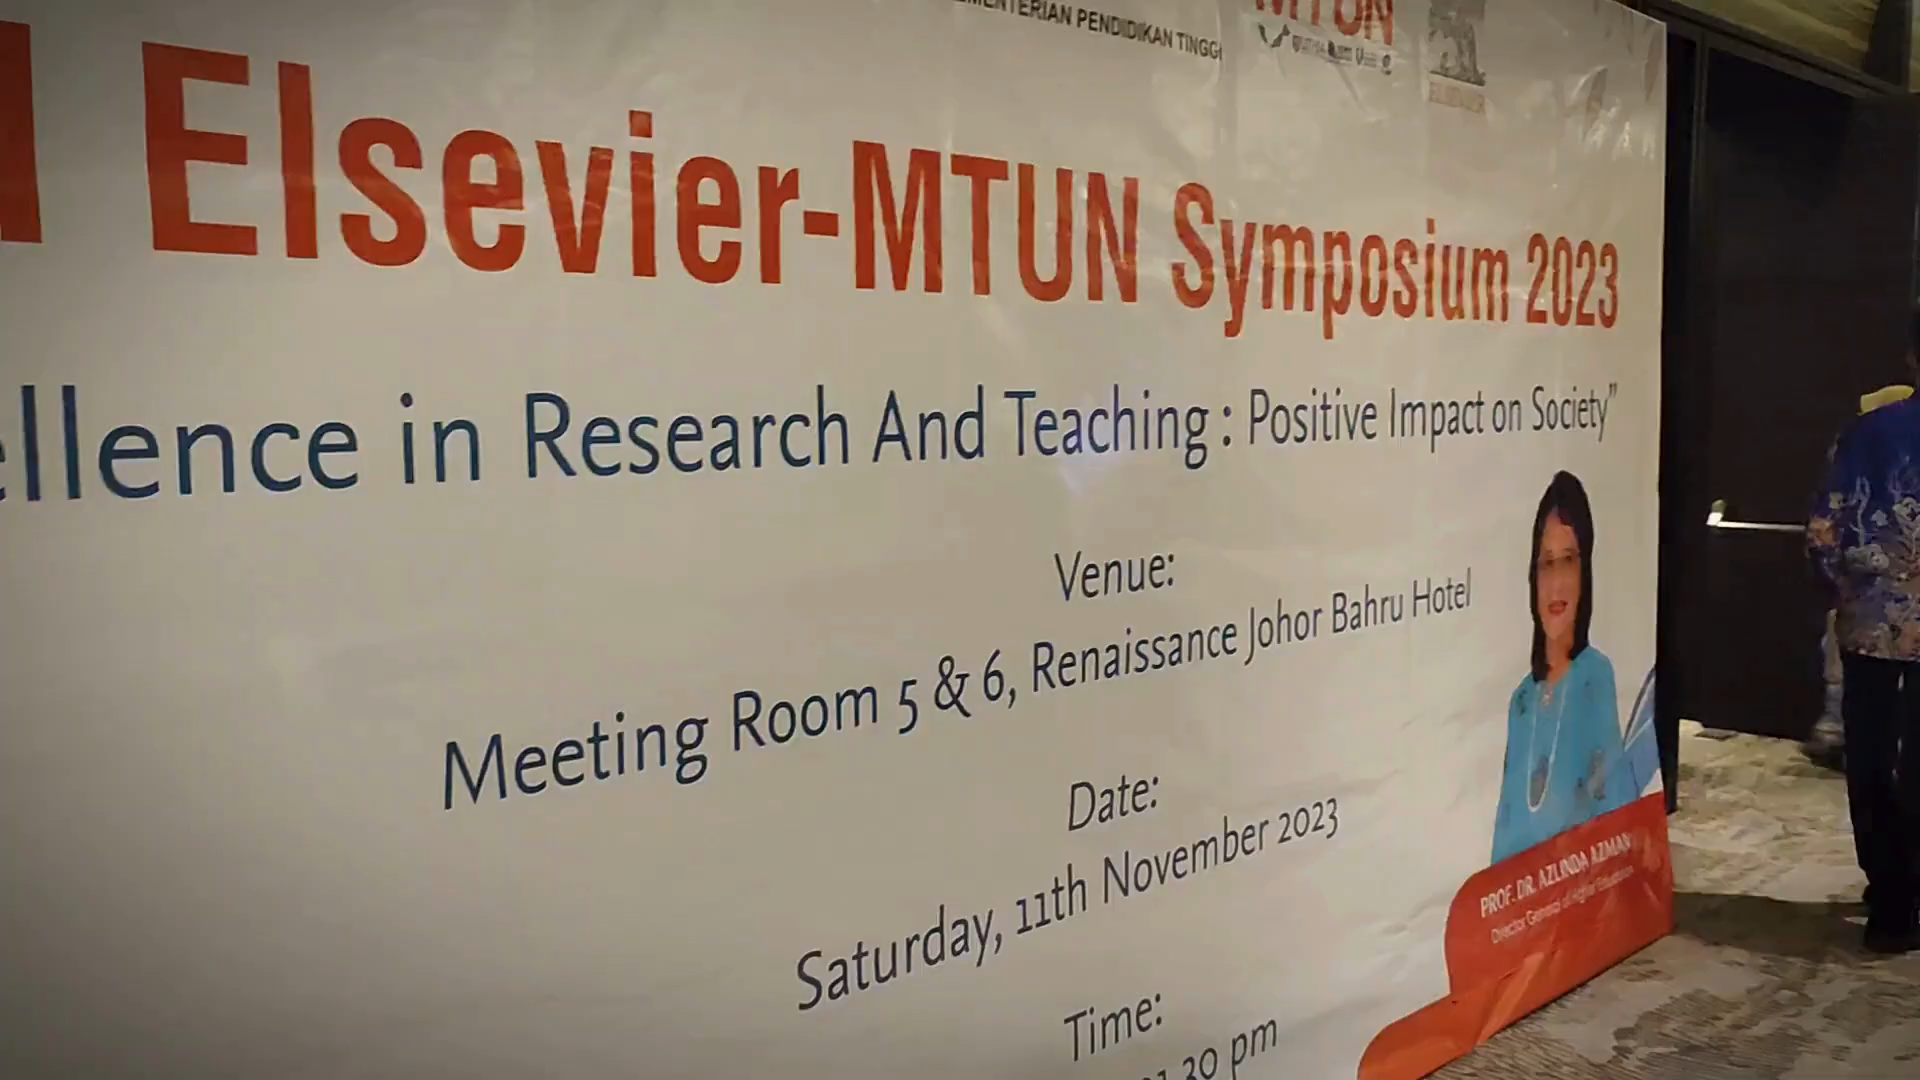 PENDIDIKAN TINGGI
MTUN
Elsevier-MTUN Symposium 2023
in Research And Teaching : Positive Impact on Society”
Venue:
Meeting Room 5 & 6, Renaissance Johor Bahru Hotel
Date:
Saturday, 11th November 2023
Time:
pm
PROF. DR. AZLINDA AZMAN
Director General of Higher Education